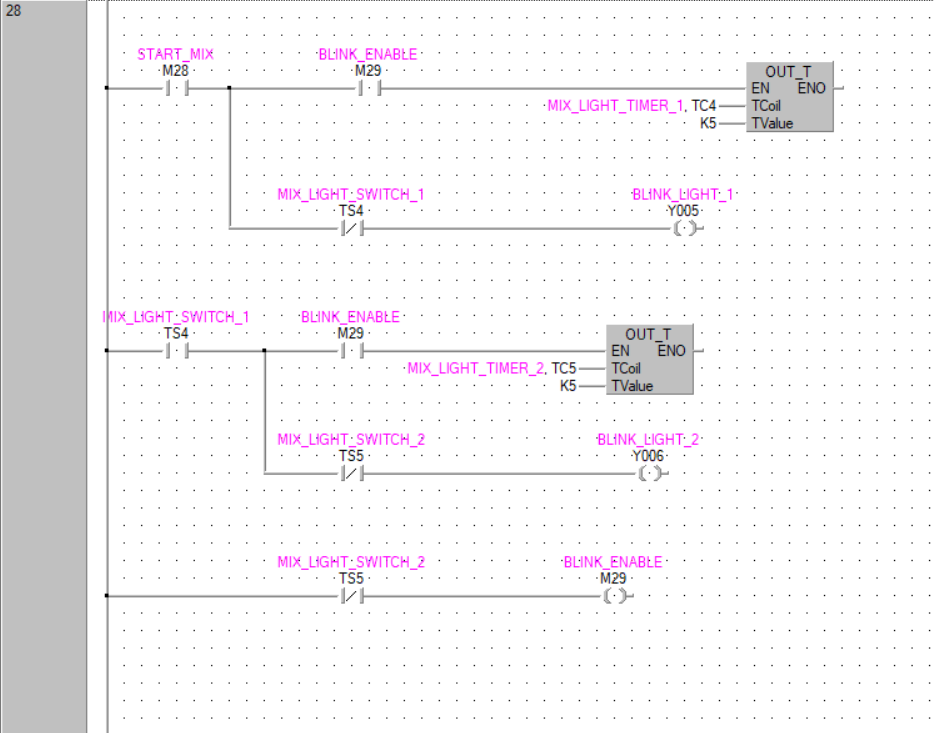 28
START_MIX
M28
BLINK_ENABLE
M29
OUT_T
EN ENO
MIX_LIGHT_TIMER_1, TC4 TCoil
K5 TValue
MIX_LIGHT_SWITCH_1
TS4
BLINK_LIGHT_1
Y005
MIX_LIGHT_SWITCH_1
TS4
BLINK_ENABLE
M29
OUT_T
EN ENO
MIX_LIGHT_TIMER_2, TC5 TCoil
K5 TValue
MIX_LIGHT_SWITCH_2
TS5
BLINK_LIGHT_2
Y006
MIX_LIGHT_SWITCH_2
TS5
BLINK_ENABLE
M29